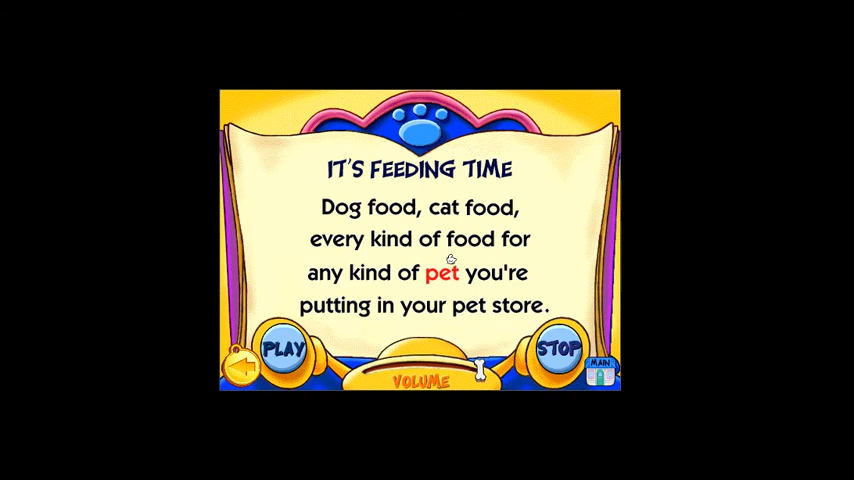 IT'S FEEDING TIME
Dog food, cat food,
every kind of food for
any kind of pet you're
putting in your pet store.
PLAY
STOP
MAIN
VOLUME